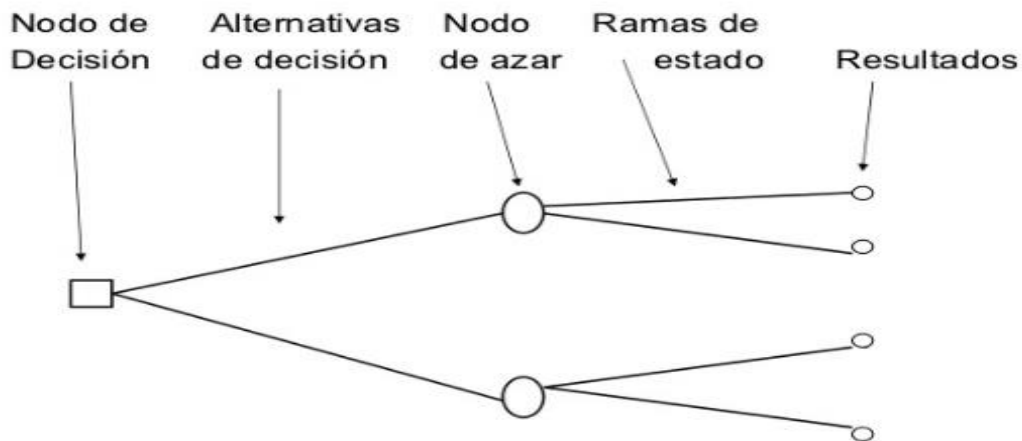 Nodo de Alternativas Nodo Ramas de
Decisión de decisión de azar estado Resultados